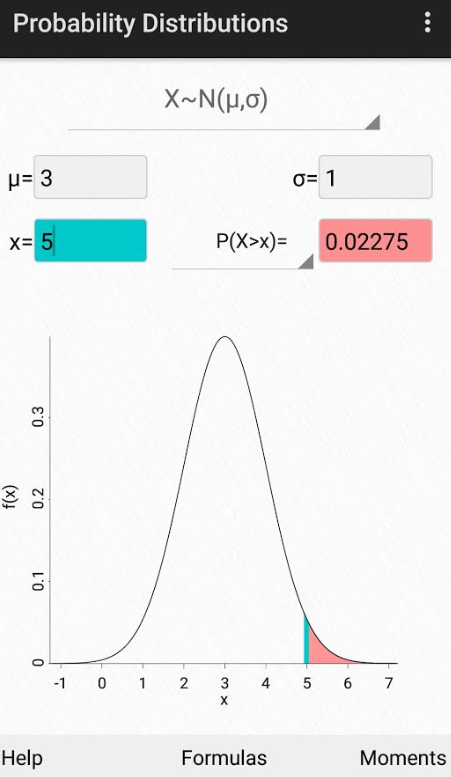 Probability Distributions
X~N(μ,σ)
μ= 3 σ= 1
x= 5 P(X>x)= 0.02275
0.3
0.2
0.1
0
f(x)
-1 0 1 2 3 4 5 6 7
x
Help Formulas Moments